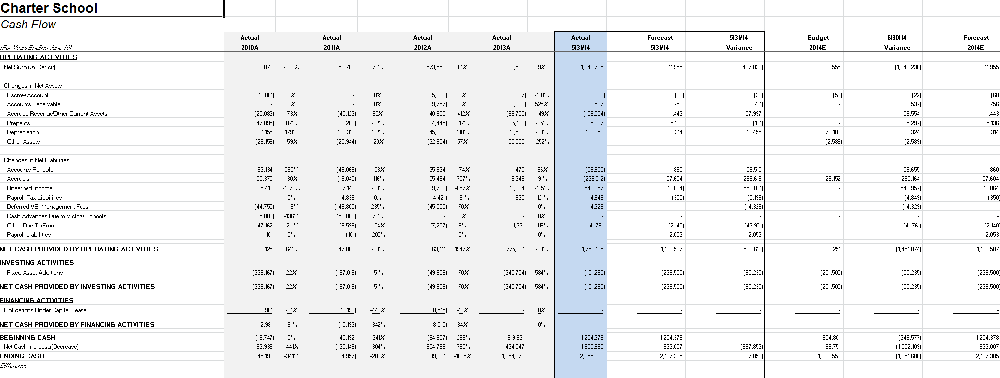 Charter School
Cash Flow
Actual Actual Actual Actual Actual Forecast 5/31/14 Budget 6/30/14 Forecast
(For Years Ending June 30) 2010A 2011A 2012A 2013A 5/31/14 5/31/14 Variance 2014E Variance 2014E
OPERATING ACTIVITIES
Net Surplus/(Deficit) 209,876 -333% 356,703 70% 573,558 61% 623,590 9% 1,349,785 911,955 (437,830) 555 (1,349,230) 911,955
Changes in Net Assets
Escrow Account (10,001) 0% - 0% (65,002) 0% (37) -100% (28) (60) (32) (50) (22) (60)
Accounts Receivable - 0% - 0% (9,757) 0% (60,999) 525% 63,537 756 (62,781) - (63,537) 756
Accrued Revenue/Other Current Assets (25,083) -73% (45,123) 80% 140,950 -412% (68,705) -149% (156,554) 1,443 157,997 - 156,554 1,443
Prepaids (47,095) 87% (8,263) -82% (34,445) 317% (5,199) -85% 5,297 5,136 (161) - (5,297) 5,136
Depreciation 61,155 179% 123,316 102% 345,899 180% 213,500 -38% 183,859 202,314 18,455 276,183 92,324 202,314
Other Assets (26,159) -59% (20,944) -20% (32,804) 57% 50,000 -252% - - - (2,589) (2,589) -
Changes in Net Liabilities
Accounts Payable 83,134 595% (48,069) -158% 35,634 -174% 1,475 -96% (58,655) 860 59,515 - 58,655 860
Accruals 100,375 -30% (16,045) -116% 105,494 -757% 9,346 -91% (239,012) 57,604 296,616 26,152 265,164 57,604
Unearned Income 35,410 -1378% 7,148 -80% (39,788) -657% 10,064 -125% 542,957 (10,064) (553,021) - (542,957) (10,064)
Payroll Tax Liabilities - 0% 4,836 0% (4,421) -191% 935 -121% 4,849 (350) (5,199) - (4,849) (350)
Deferred VSI Management Fees (44,750) -119% (149,800) 235% (45,000) -70% - 0% 14,329 - (14,329) - (14,329) -
Cash Advances Due to Victory Schools (85,000) -136% (150,000) 76% - 0% - 0% - - - - - -
Other Due To/From 147,162 -211% (6,598) -104% (7,207) 9% 1,331 -118% 41,761 (2,140) (43,901) - (41,761) (2,140)
Payroll Liabilities 101 0% (101) -200% - 0% - 0% - 2,053 2,053 - - 2,053
NET CASH PROVIDED BY OPERATING ACTIVITIES 399,125 64% 47,060 -88% 963,111 1947% 775,301 -20% 1,752,125 1,169,507 (582,618) 300,251 (1,451,874) 1,169,507
INVESTING ACTIVITIES
Fixed Asset Additions (338,167) 22% (167,016) -51% (49,808) -70% (340,754) 584% (151,265) (236,500) (85,235) (201,500) (50,235) (236,500)
NET CASH PROVIDED BY INVESTING ACTIVITIES (338,167) 22% (167,016) -51% (49,808) -70% (340,754) 584% (151,265) (236,500) (85,235) (201,500) (50,235) (236,500)
FINANCING ACTIVITIES
Obligations Under Capital Lease 2,981 -81% (10,193) -442% (8,515) -16% - 0% - - - - - -
NET CASH PROVIDED BY FINANCING ACTIVITIES 2,981 -81% (10,193) -342% (8,515) 84% - 0% - - - - - -
BEGINNING CASH (18,747) 0% 45,192 -341% (84,957) -288% 819,831 1,254,378 1,254,378 - 904,801 (349,577) 1,254,378
Net Cash Increase/(Decrease) 63,939 -441% (130,149) -304% 904,788 -795% 434,547 1,600,860 933,007 (667,853) 98,751 (1,502,109) 933,007
ENDING CASH 45,192 -341% (84,957) -288% 819,831 -1065% 1,254,378 2,855,238 2,187,385 (667,853) 1,003,552 (1,851,686) 2,187,385
Difference - - - - - - - - - -